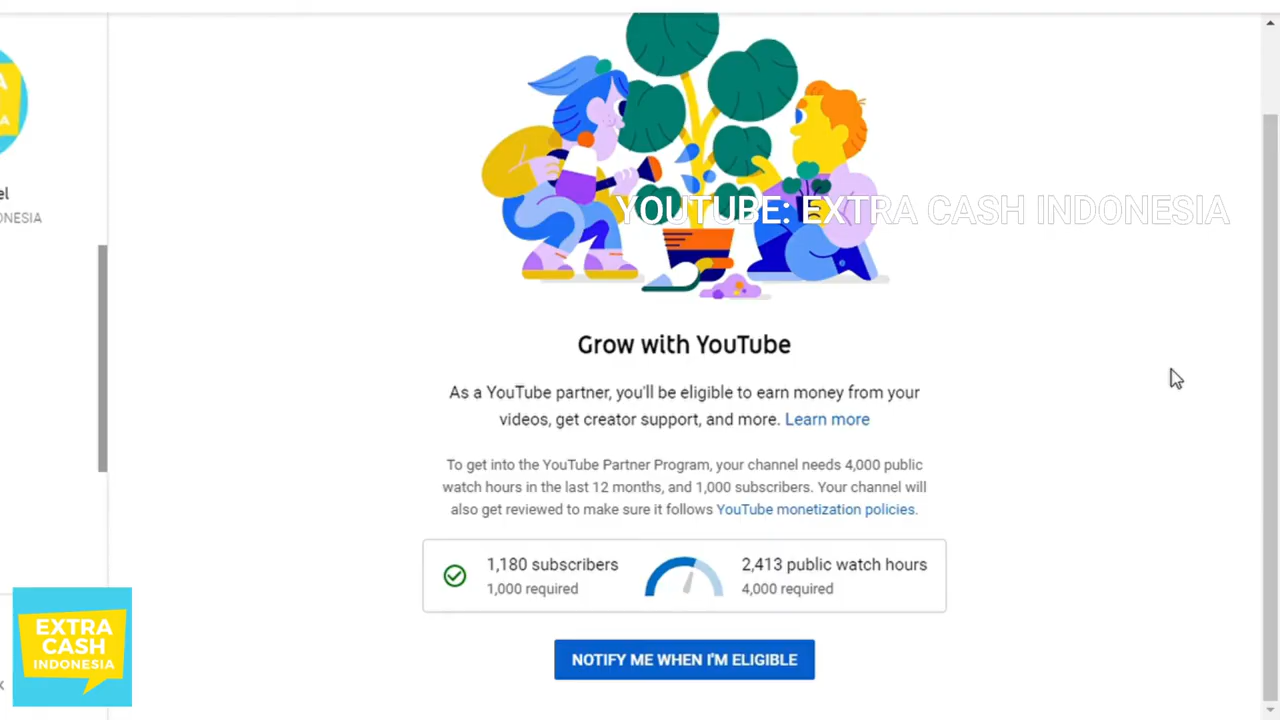 el
ONESIA
YOUTUBE: EXTRA CASH INDONESIA
Grow with YouTube
As a YouTube partner, you'll be eligible to earn money from your
videos, get creator support, and more. Learn more
To get into the YouTube Partner Program, your channel needs 4,000 public
watch hours in the last 12 months, and 1,000 subscribers. Your channel will
also get reviewed to make sure it follows YouTube monetization policies.
1,180 subscribers
1,000 required
2,413 public watch hours
4,000 required
NOTIFY ME WHEN I'M ELIGIBLE
EXTRA
CASH
INDONESIA